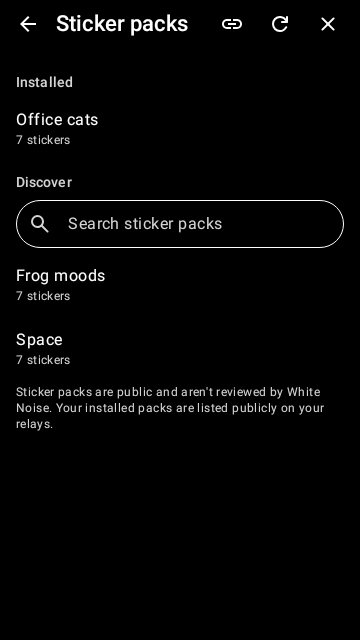 Sticker packs
Installed
Office cats
7 stickers
Discover
Search sticker packs
Frog moods
7 stickers
Space
7 stickers
Sticker packs are public and aren't reviewed by White
Noise. Your installed packs are listed publicly on your
relays.